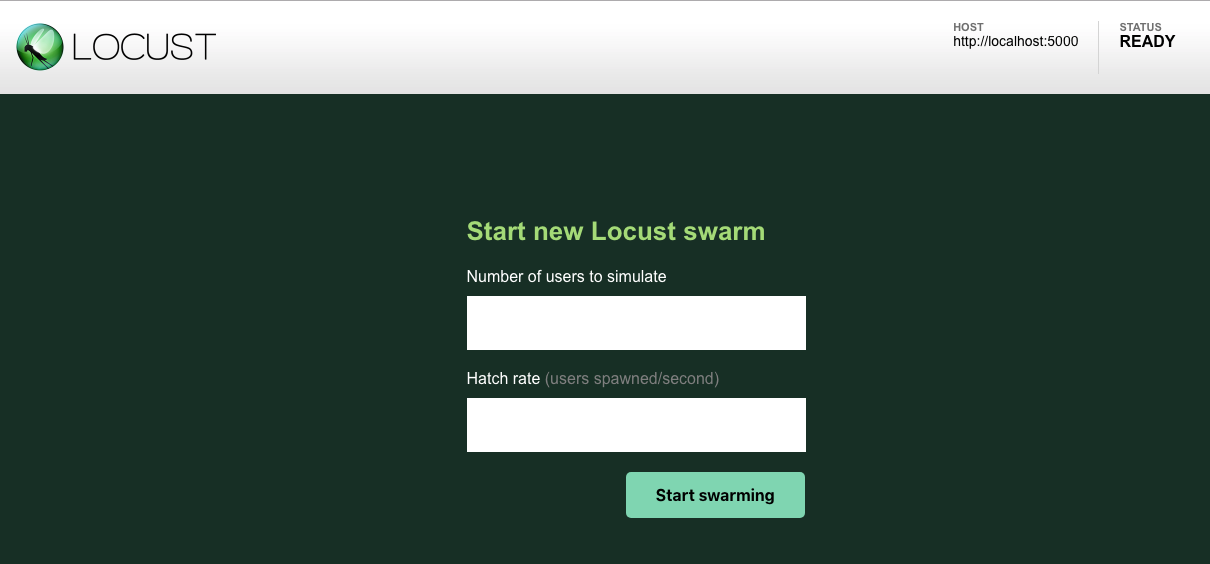 LOCUST
HOST
http://localhost:5000
STATUS
READY
Start new Locust swarm
Number of users to simulate
Hatch rate (users spawned/second)
Start swarming